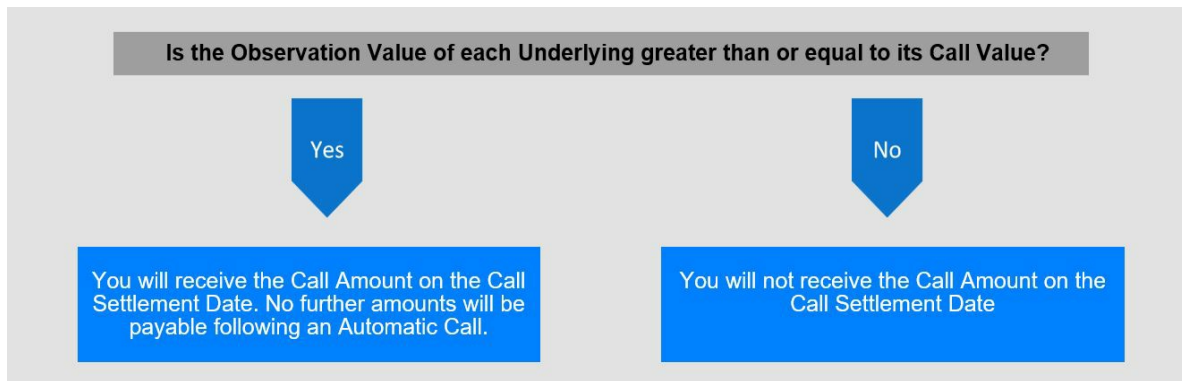 Is the Observation Value of each Underlying greater than or equal to its Call Value?
Yes
No
You will receive the Call Amount on the Call
Settlement Date. No further amounts will be
payable following an Automatic Call.
You will not receive the Call Amount on the
Call Settlement Date